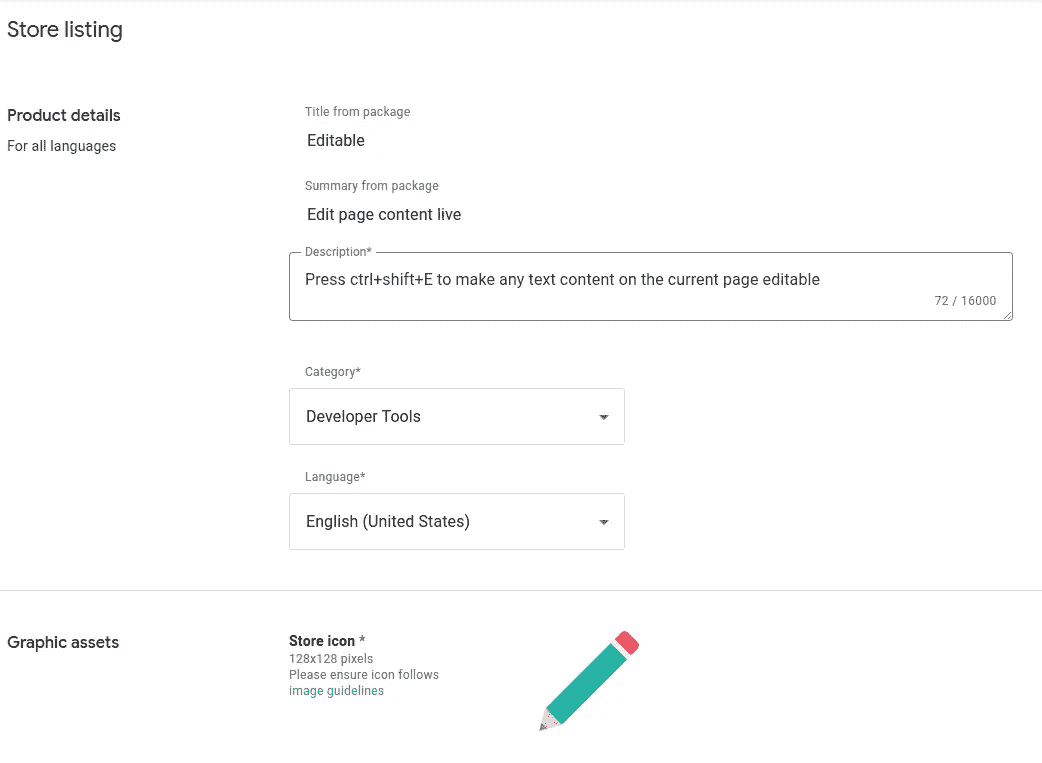 Store listing
Product details
For all languages
Title from package
Editable
Summary from package
Edit page content live
Description*
Press ctrl+shift+E to make any text content on the current page editable
72 / 16000
Category*
Developer Tools
Language*
English (United States)
Graphic assets
Store icon *
128x128 pixels
Please ensure icon follows
image guidelines